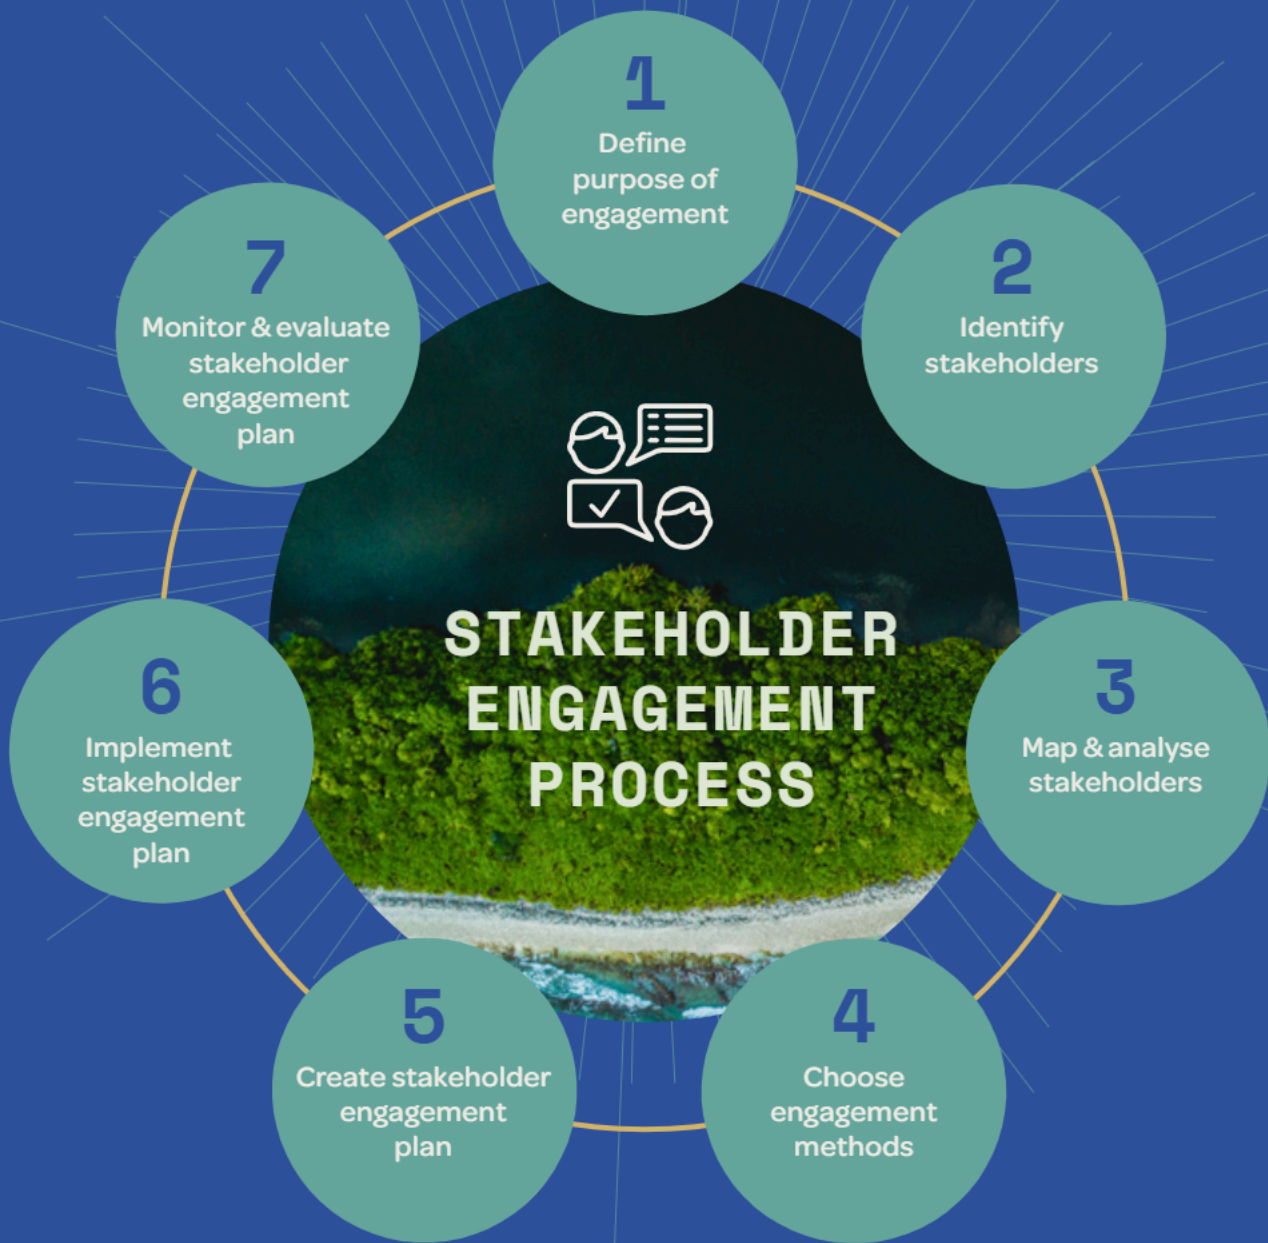 1
Define
purpose of
engagement
2
Identify
stakeholders
3
Map & analyse
stakeholders
4
Choose
engagement
methods
5
Create stakeholder
engagement
plan
6
Implement
stakeholder
engagement
plan
7
Monitor & evaluate
stakeholder
engagement
plan
STAKEHOLDER
ENGAGEMENT
PROCESS